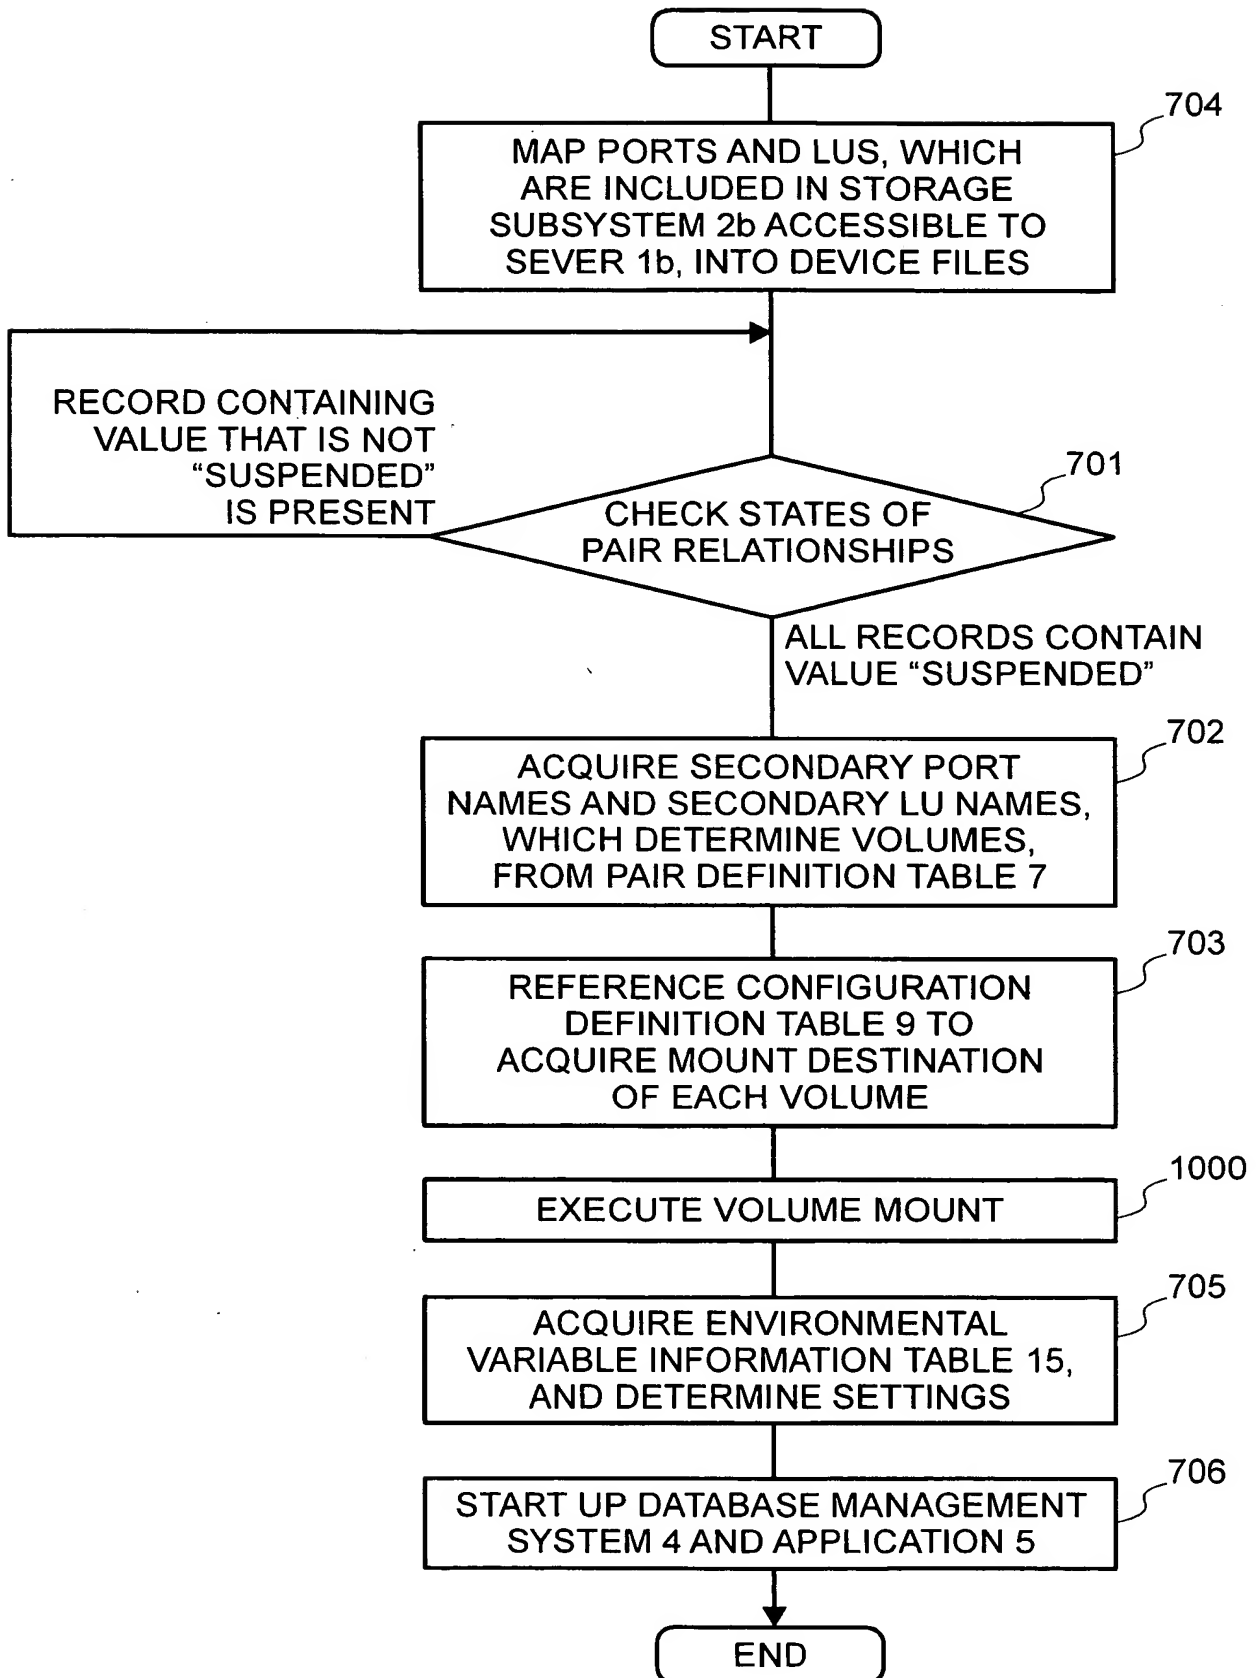 START
704
MAP PORTS AND LUS, WHICH
ARE INCLUDED IN STORAGE
SUBSYSTEM 2b ACCESSIBLE TO
SEVER 1b, INTO DEVICE FILES
RECORD CONTAINING
VALUE THAT IS NOT
“SUSPENDED”
IS PRESENT
701
CHECK STATES OF
PAIR RELATIONSHIPS
ALL RECORDS CONTAIN
VALUE “SUSPENDED”
702
ACQUIRE SECONDARY PORT
NAMES AND SECONDARY LU NAMES,
WHICH DETERMINE VOLUMES,
FROM PAIR DEFINITION TABLE 7
703
REFERENCE CONFIGURATION
DEFINITION TABLE 9 TO
ACQUIRE MOUNT DESTINATION
OF EACH VOLUME
1000
EXECUTE VOLUME MOUNT
705
ACQUIRE ENVIRONMENTAL
VARIABLE INFORMATION TABLE 15,
AND DETERMINE SETTINGS
706
START UP DATABASE MANAGEMENT
SYSTEM 4 AND APPLICATION 5
END